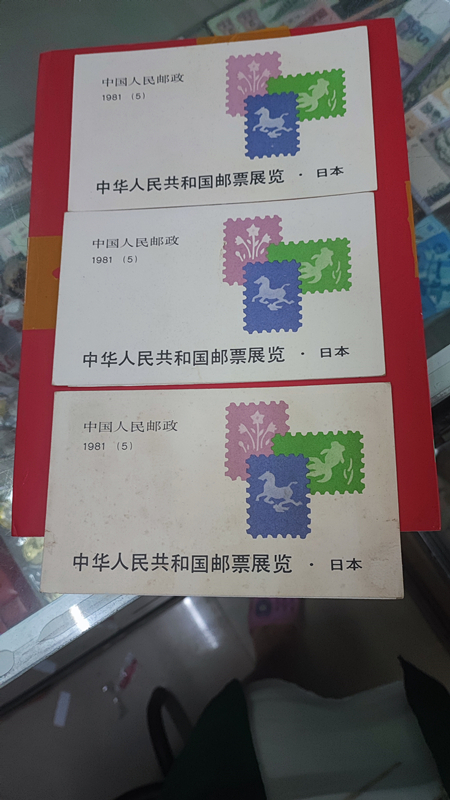 中国人民邮政
1981 (5)
中华人民共和国邮票展览 · 日本
中国人民邮政
1981 (5)
中华人民共和国邮票展览 · 日本
中国人民邮政
1981 (5)
中华人民共和国邮票展览 · 日本